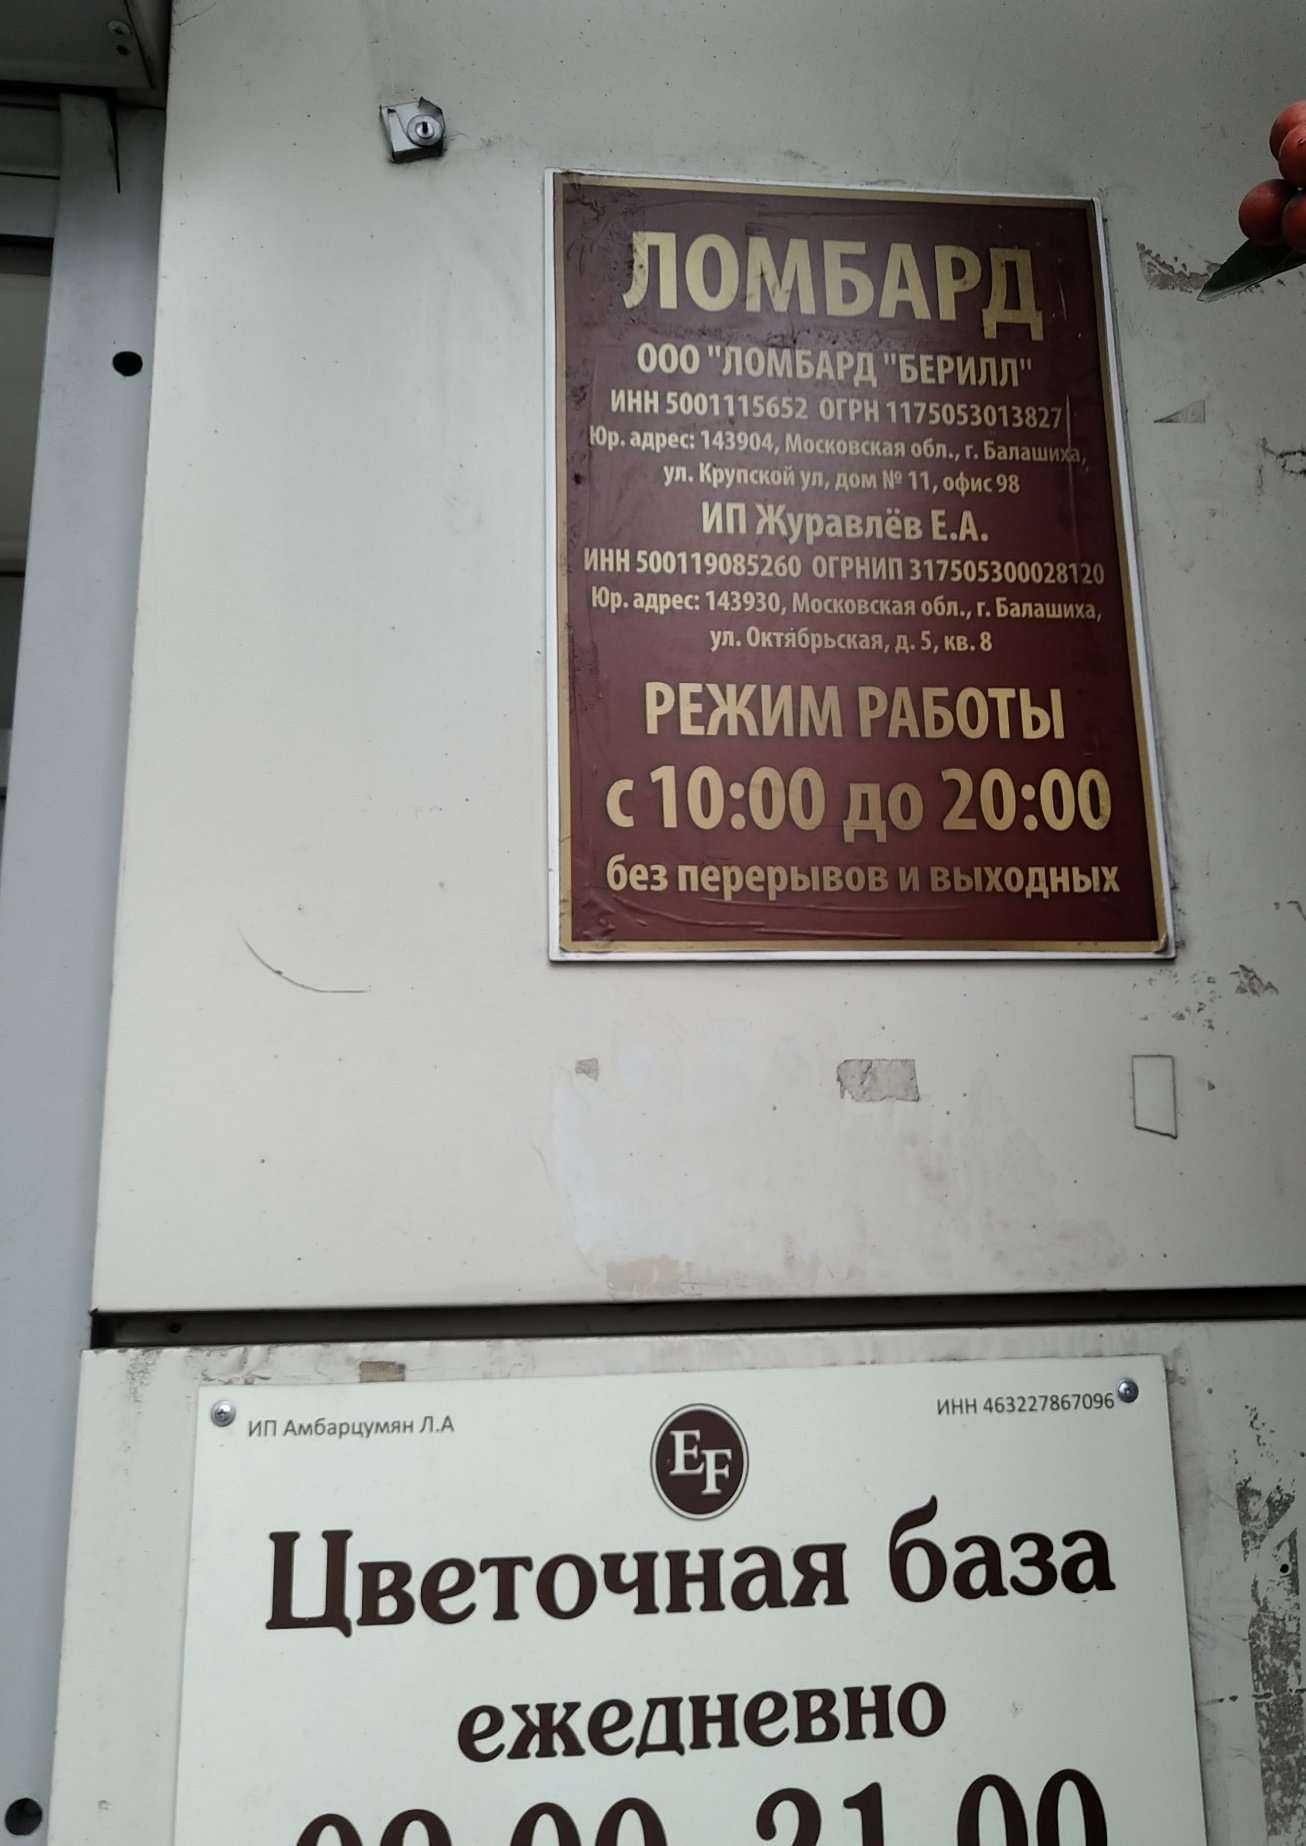 ЛОМБАРД
ООО "ЛОМБАРД "БЕРИЛЛ"
ИНН 5001115652 ОГРН 1175053013827
Юр. адрес: 143904, Московская обл., г. Балашиха,
ул. Крупской ул, дом № 11, офис 98
ИП Журавлёв Е.А.
ИНН 500119085260 ОГРНИП 317505300028120
Юр. адрес: 143930, Московская обл., г. Балашиха,
ул. Октябрьская, д. 5, кв. 8
РЕЖИМ РАБОТЫ
с 10:00 до 20:00
без перерывов и выходных
ИП Амбарцумян Л.А
ИНН 463227867096
EF
Цветочная база
ежедневно
21 00